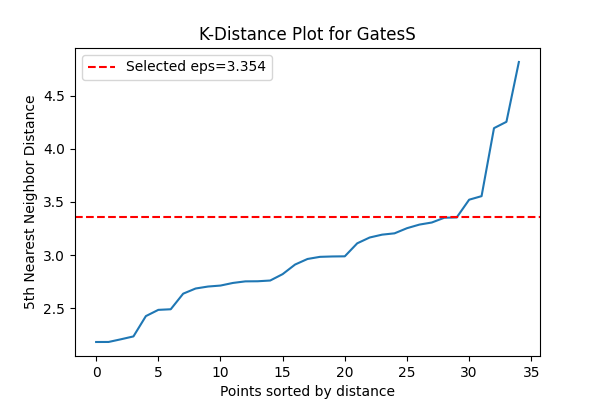 K-Distance Plot for GatesS
Selected eps=3.354
5th Nearest Neighbor Distance
4.5
4.0
3.5
3.0
2.5
0 5 10 15 20 25 30 35
Points sorted by distance